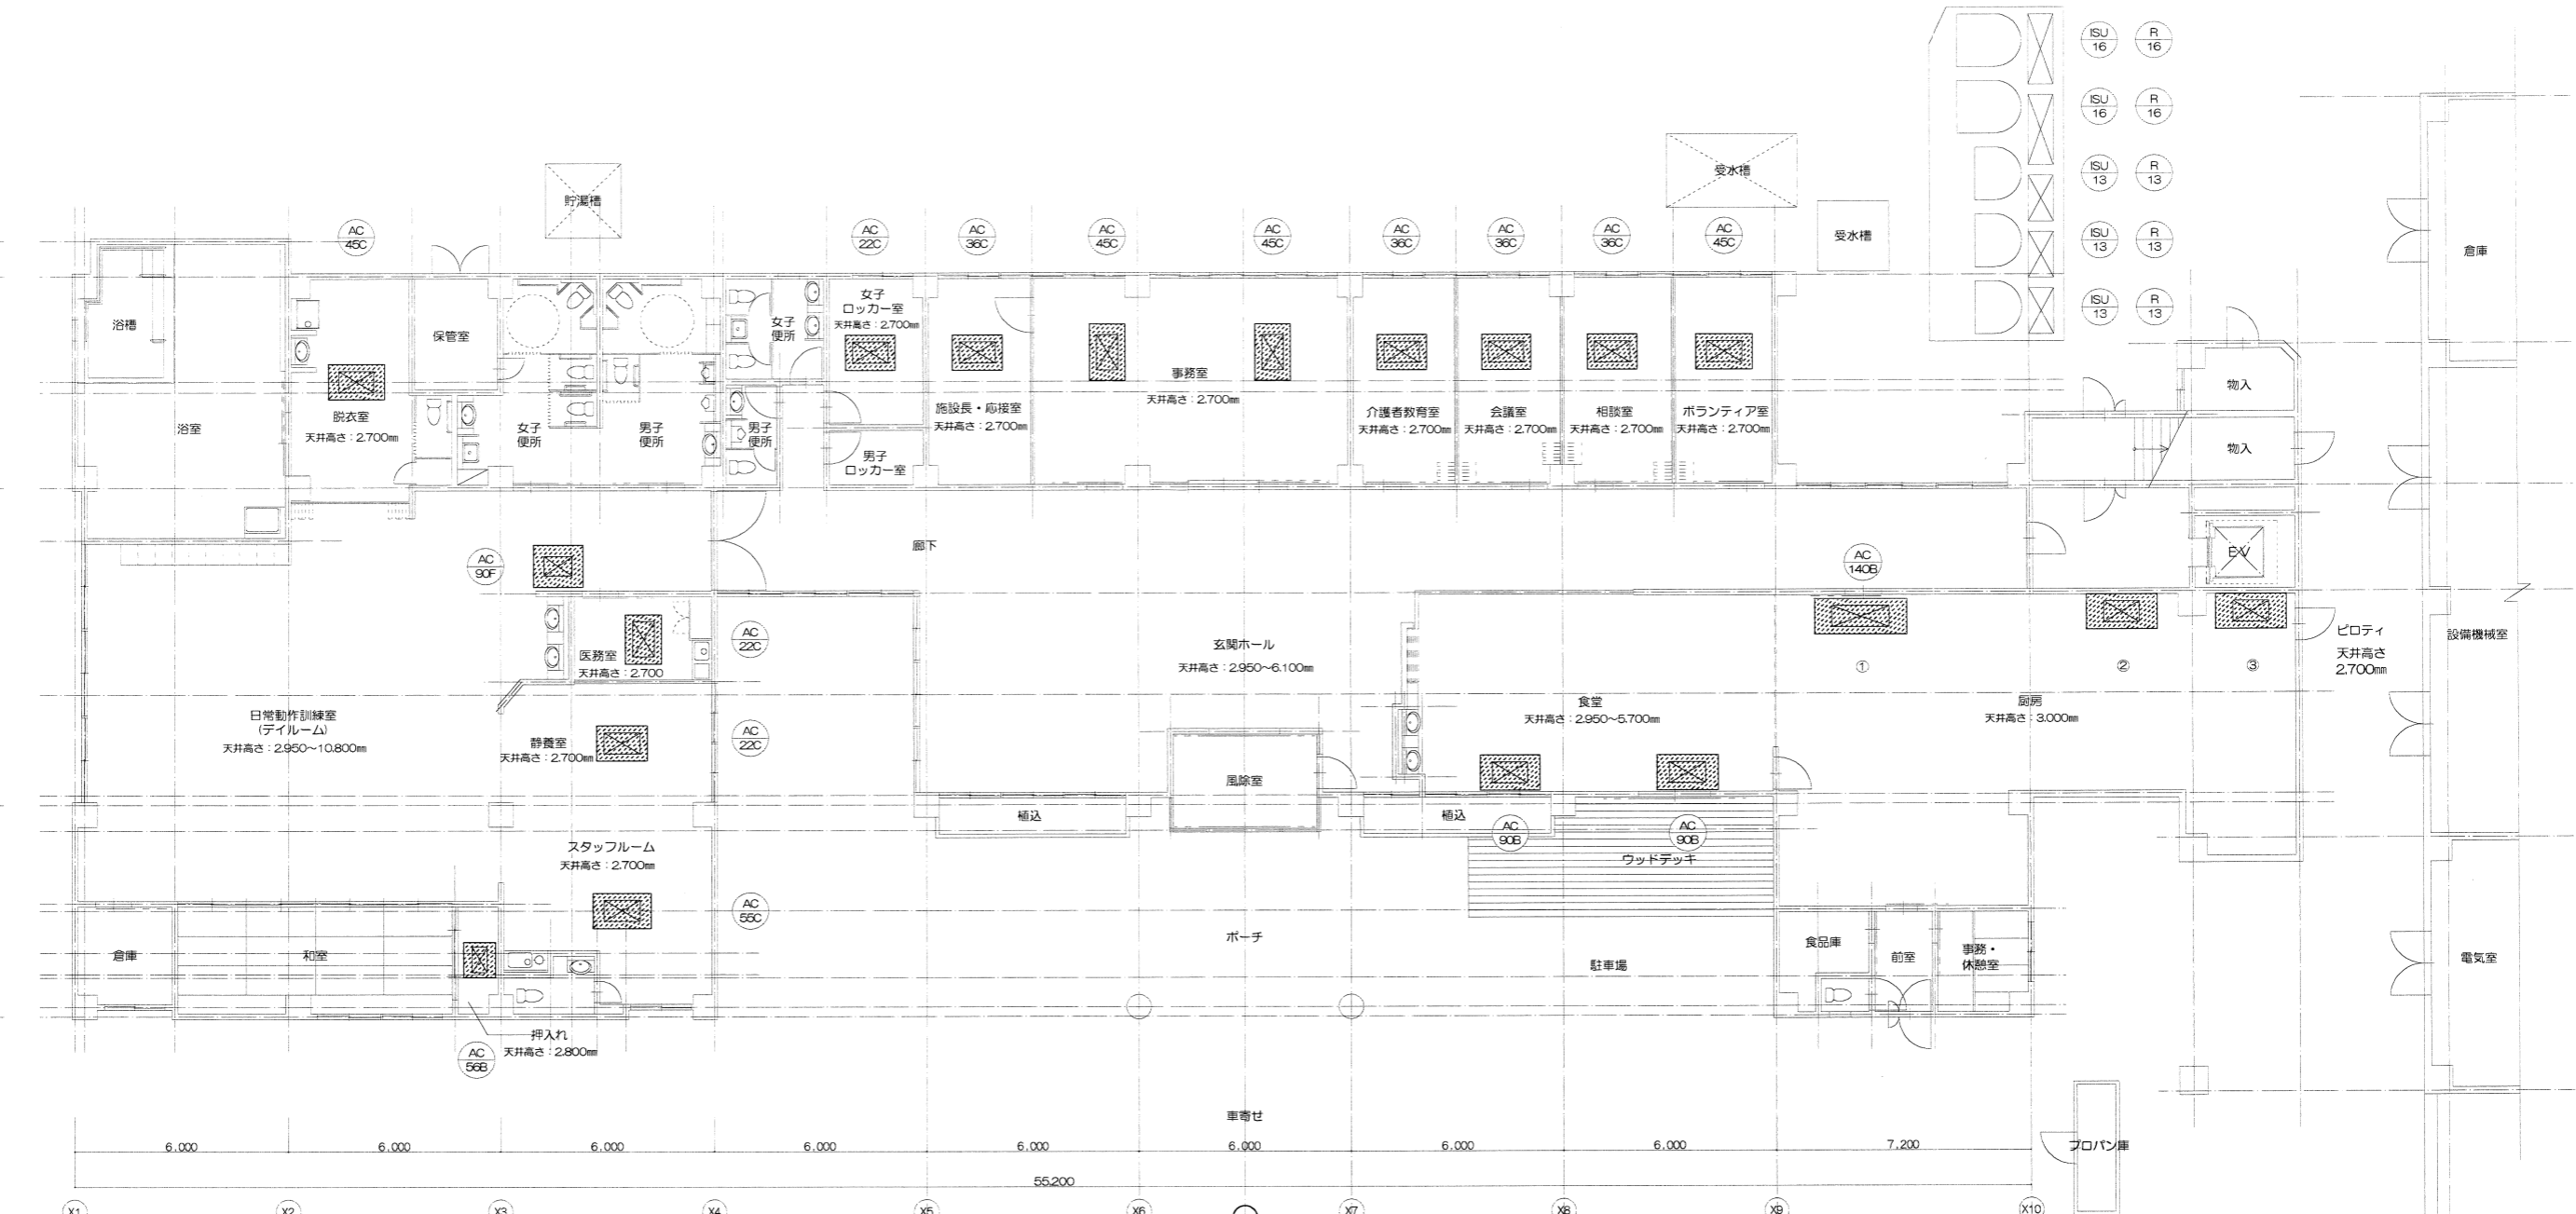 ISU
16
R
16
ISU
16
R
16
ISU
13
R
13
ISU
13
R
13
ISU
13
R
13
貯湯槽
受水槽
受水槽
AC
45C
AC
22C
AC
36C
AC
45C
AC
45C
AC
36C
AC
36C
AC
36C
AC
45C
倉庫
浴槽
浴室
脱衣室
天井高さ：2.700㎜
保管室
女子
便所
男子
便所
女子
便所
男子
便所
女子
ロッカー室
天井高さ：2.700㎜
男子
ロッカー室
施設長・応接室
天井高さ：2.700㎜
事務室
天井高さ：2.700㎜
介護者教育室
天井高さ：2.700㎜
会議室
天井高さ：2.700㎜
相談室
天井高さ：2.700㎜
ボランティア室
天井高さ：2.700㎜
物入
物入
AC
90F
廊下
AC
140B
EV
医務室
天井高さ：2.700
AC
22C
玄関ホール
天井高さ：2.950～6.100㎜
①
②
③
ピロティ
天井高さ
2.700㎜
設備機械室
日常動作訓練室
(デイルーム)
天井高さ：2.950～10.800㎜
静養室
天井高さ：2.700㎜
AC
22C
食堂
天井高さ：2.950～5.700㎜
厨房
天井高さ：3.000㎜
風除室
植込
植込
AC
90B
AC
90B
ウッドデッキ
スタッフルーム
天井高さ：2.700㎜
AC
55C
ポーチ
駐車場
倉庫
和室
食品庫
前室
事務・
休憩室
電気室
押入れ
天井高さ：2.800㎜
AC
56B
車寄せ
プロパン庫
6.000
6.000
6.000
6.000
6.000
6.000
6.000
6.000
7.200
55.200
X1
X2
X3
X4
X5
X6
X7
X8
X9
X10